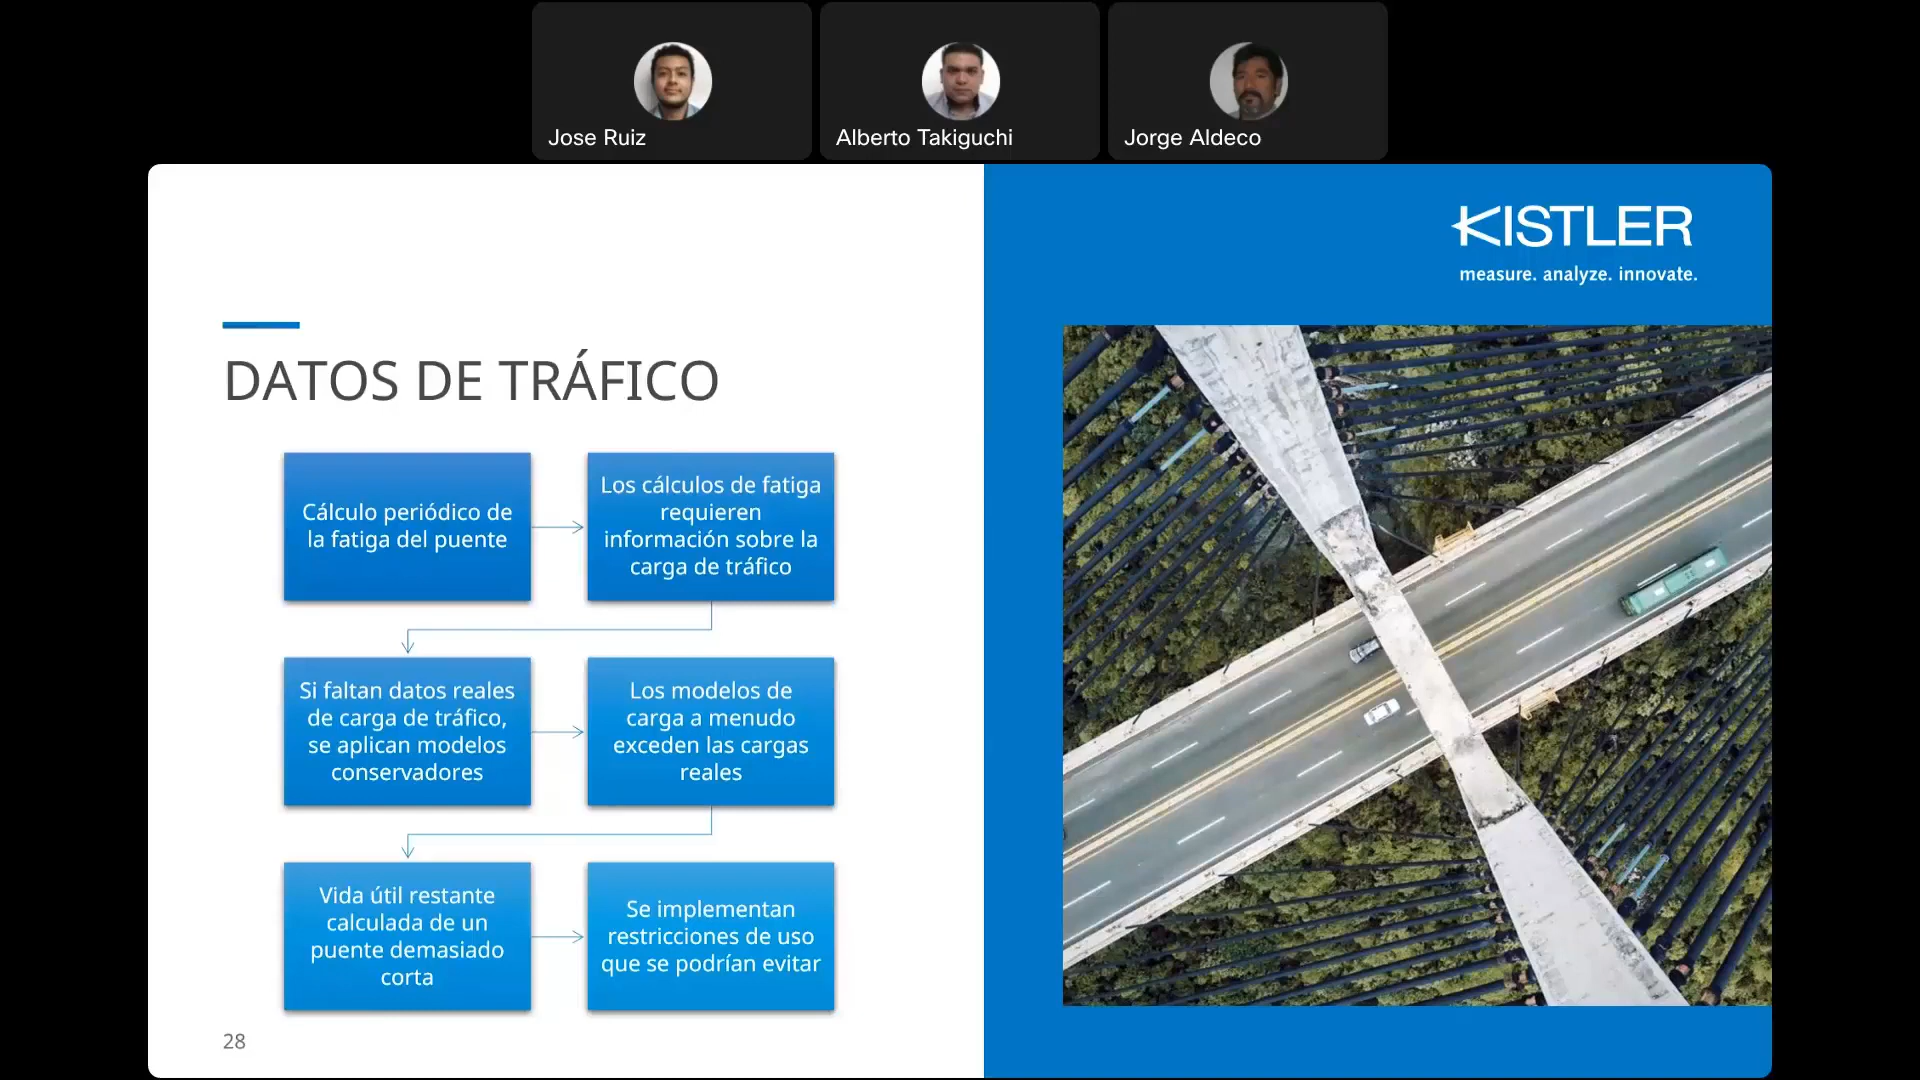 Jose Ruiz
Alberto Takiguchi
Jorge Aldeco
KISTLER
measure. analyze. innovate.
DATOS DE TRÁFICO
Cálculo periódico de
la fatiga del puente
Los cálculos de fatiga
requieren
información sobre la
carga de tráfico
Si faltan datos reales
de carga de tráfico,
se aplican modelos
conservadores
Los modelos de
carga a menudo
exceden las cargas
reales
Vida útil restante
calculada de un
puente demasiado
corta
Se implementan
restricciones de uso
que se podrían evitar
28